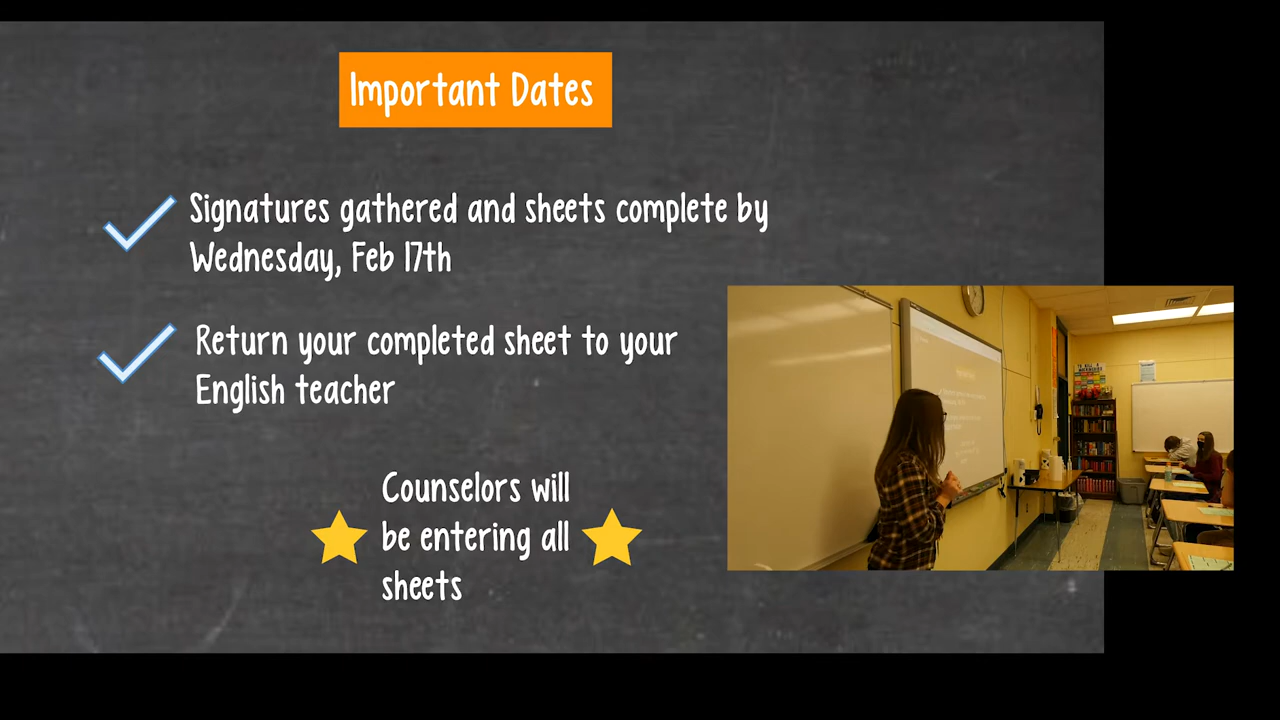 Important Dates
Signatures gathered and sheets complete by
Wednesday, Feb 17th
Return your completed sheet to your
English teacher
Counselors will
be entering all
sheets